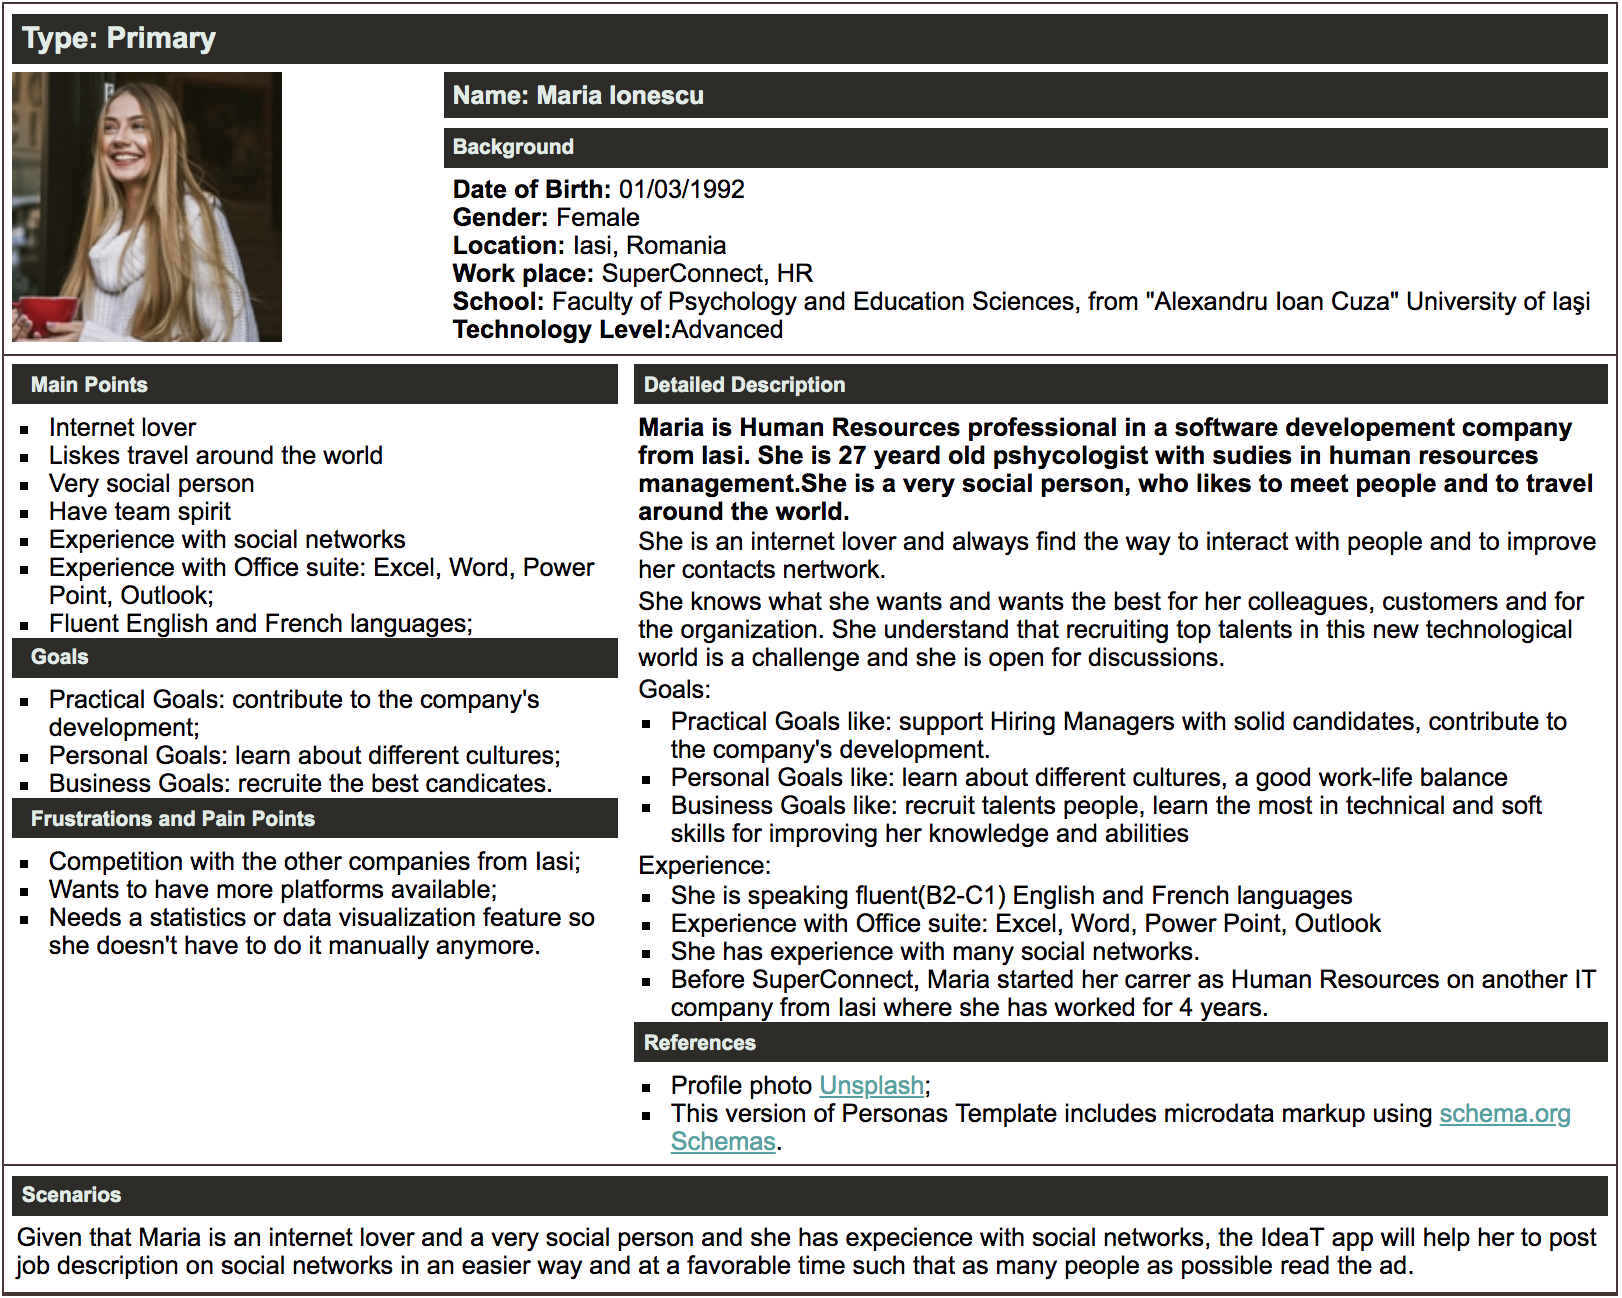 Type: Primary
Name: Maria Ionescu
Background
Date of Birth: 01/03/1992
Gender: Female
Location: Iasi, Romania
Work place: SuperConnect, HR
School: Faculty of Psychology and Education Sciences, from "Alexandru Ioan Cuza" University of Iaşi
Technology Level:Advanced
Main Points
Internet lover
Liskes travel around the world
Very social person
Have team spirit
Experience with social networks
Experience with Office suite: Excel, Word, Power
Point, Outlook;
Fluent English and French languages;
Goals
Practical Goals: contribute to the company's
development;
Personal Goals: learn about different cultures;
Business Goals: recruite the best candicates.
Frustrations and Pain Points
Competition with the other companies from Iasi;
Wants to have more platforms available;
Needs a statistics or data visualization feature so
she doesn't have to do it manually anymore.
Detailed Description
Maria is Human Resources professional in a software developement company
from Iasi. She is 27 yeard old pshycologist with sudies in human resources
management.She is a very social person, who likes to meet people and to travel
around the world.
She is an internet lover and always find the way to interact with people and to improve
her contacts nertwork.
She knows what she wants and wants the best for her colleagues, customers and for
the organization. She understand that recruiting top talents in this new technological
world is a challenge and she is open for discussions.
Goals:
Practical Goals like: support Hiring Managers with solid candidates, contribute to
the company's development.
Personal Goals like: learn about different cultures, a good work-life balance
Business Goals like: recruit talents people, learn the most in technical and soft
skills for improving her knowledge and abilities
Experience:
She is speaking fluent(B2-C1) English and French languages
Experience with Office suite: Excel, Word, Power Point, Outlook
She has experience with many social networks.
Before SuperConnect, Maria started her carrer as Human Resources on another IT
company from Iasi where she has worked for 4 years.
References
Profile photo Unsplash;
This version of Personas Template includes microdata markup using schema.org
Schemas.
Scenarios
Given that Maria is an internet lover and a very social person and she has expecience with social networks, the IdeaT app will help her to post
job description on social networks in an easier way and at a favorable time such that as many people as possible read the ad.